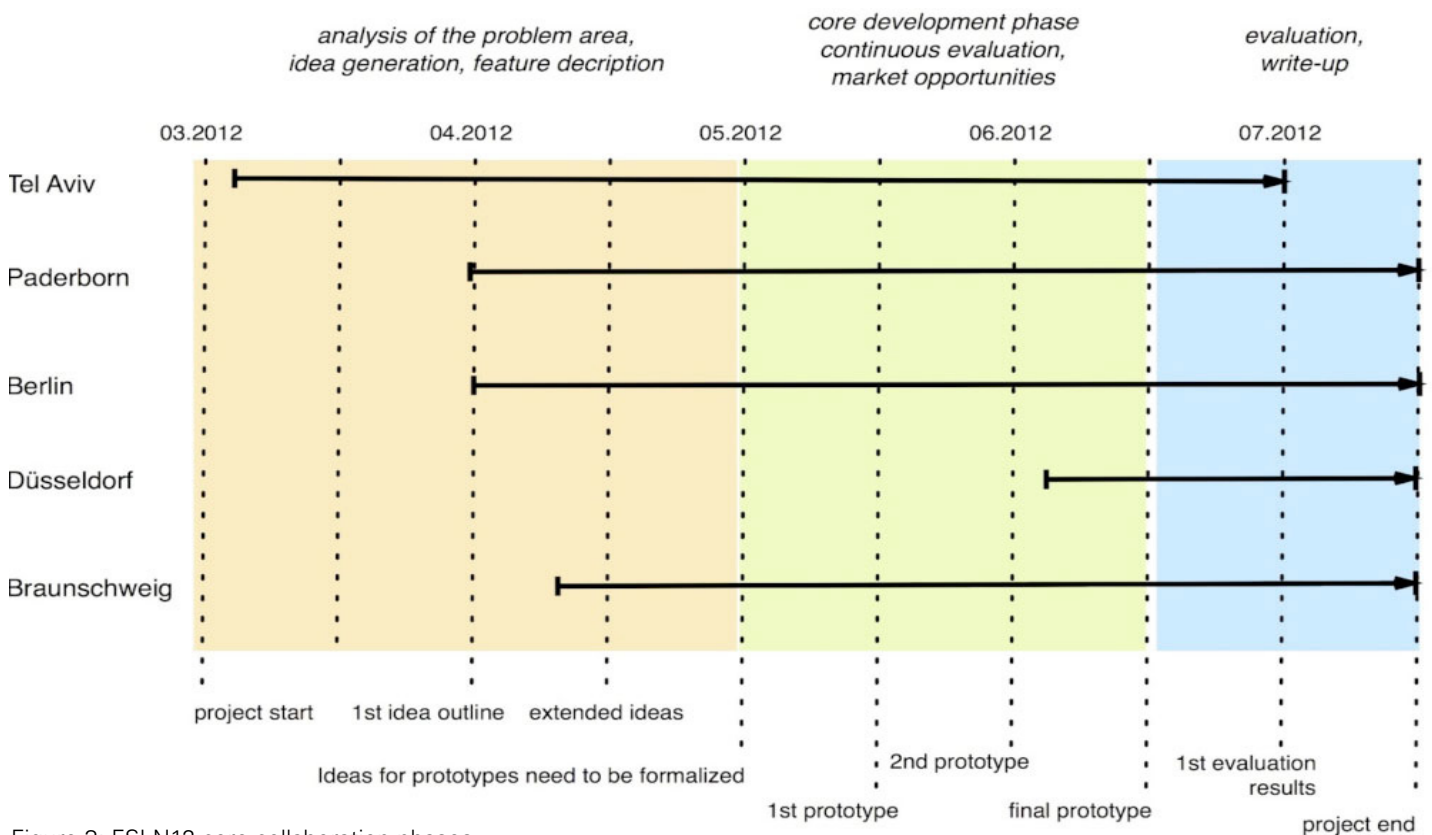 analysis of the problem area,
idea generation, feature decription
core development phase
continuous evaluation,
market opportunities
evaluation,
write-up
03.2012
04.2012
05.2012
06.2012
07.2012
Tel Aviv
Paderborn
Berlin
Düsseldorf
Braunschweig
project start
1st idea outline
extended ideas
Ideas for prototypes need to be formalized
1st prototype
2nd prototype
final prototype
1st evaluation
results
project end